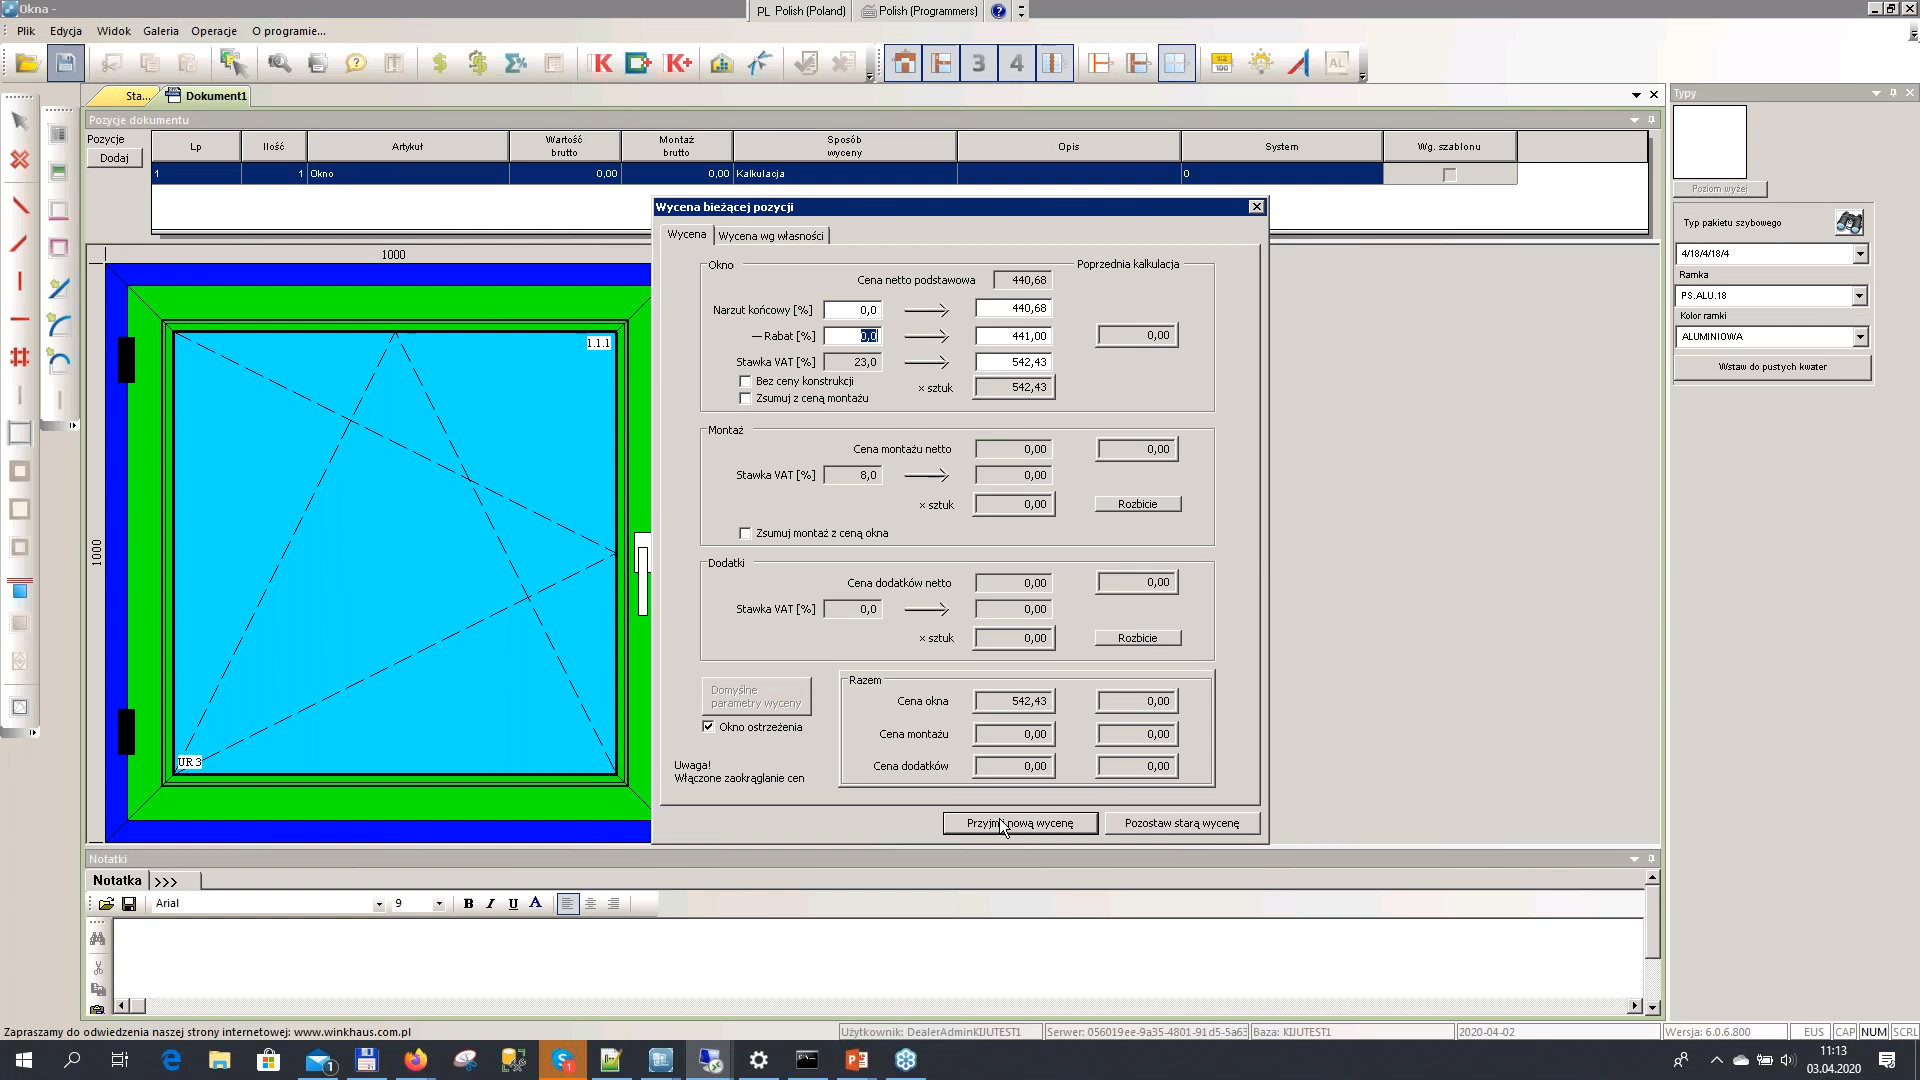 Okna -
PL Polish (Poland)
Polish (Programmers)
Plik
Edycja
Widok
Galeria
Operacje
O programie...
Sta...
Dokument1
Pozycje dokumentu
Pozycje
Dodaj
Lp
Ilość
Artykuł
Wartość brutto
Montaż brutto
Sposób wyceny
Opis
System
Wg. szablonu
1
1
Okno
0,00
0,00
Kalkulacja
0
1000
1000
1.1.1
UR 3
Wycena bieżącej pozycji
Wycena
Wycena wg własności
Okno
Poprzednia kalkulacja
Cena netto podstawowa
440,68
Narzut końcowy [%]
0,0
440,68
— Rabat [%]
0,0
441,00
0,00
Stawka VAT [%]
23,0
542,43
Bez ceny konstrukcji
× sztuk
542,43
Zsumuj z ceną montażu
Montaż
Cena montażu netto
0,00
0,00
Stawka VAT [%]
8,0
0,00
× sztuk
0,00
Rozbicie
Zsumuj montaż z ceną okna
Dodatki
Cena dodatków netto
0,00
0,00
Stawka VAT [%]
0,0
0,00
× sztuk
0,00
Rozbicie
Domyślne
parametry wyceny
Okno ostrzeżenia
Uwaga!
Włączone zaokrąglanie cen
Razem
Cena okna
542,43
0,00
Cena montażu
0,00
0,00
Cena dodatków
0,00
0,00
Przyjmij nową wycenę
Pozostaw starą wycenę
Typy
Poziom wyżej
Typ pakietu szybowego
4/18/4/18/4
Ramka
PS.ALU.18
Kolor ramki
ALUMINIOWA
Wstaw do pustych kwater
Notatki
Notatka
>>>
Arial
9
B I U A
Zapraszamy do odwiedzenia naszej strony internetowej: www.winkhaus.com.pl
Użytkownik: DealerAdminKIJUTEST1
Serwer: 056019ee-9a35-4801-91d5-5a63
Baza: KIJUTEST1
2020-04-02
Wersja: 6.0.6.800
EUS
CAP
NUM
SCRL
11:13
03.04.2020